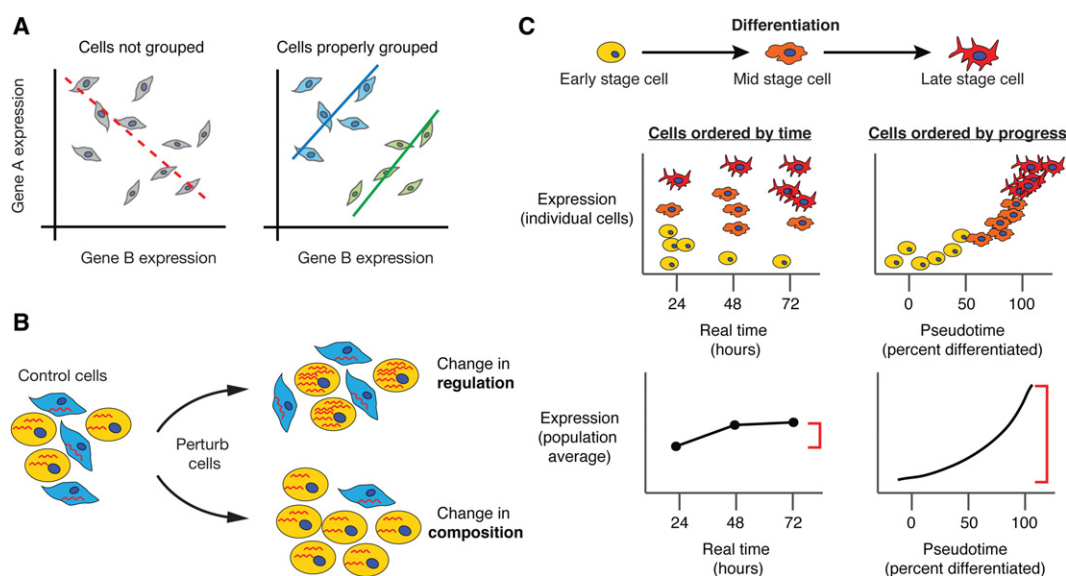 A
Cells not grouped
Cells properly grouped
Gene A expression
Gene B expression
Gene B expression
B
Control cells
Perturb
cells
Change in
regulation
Change in
composition
C
Differentiation
Early stage cell
Mid stage cell
Late stage cell
Cells ordered by time
Cells ordered by progress
Expression
(individual cells)
24
48
72
Real time
(hours)
0
50
100
Pseudotime
(percent differentiated)
Expression
(population
average)
24
48
72
Real time
(hours)
0
50
100
Pseudotime
(percent differentiated)